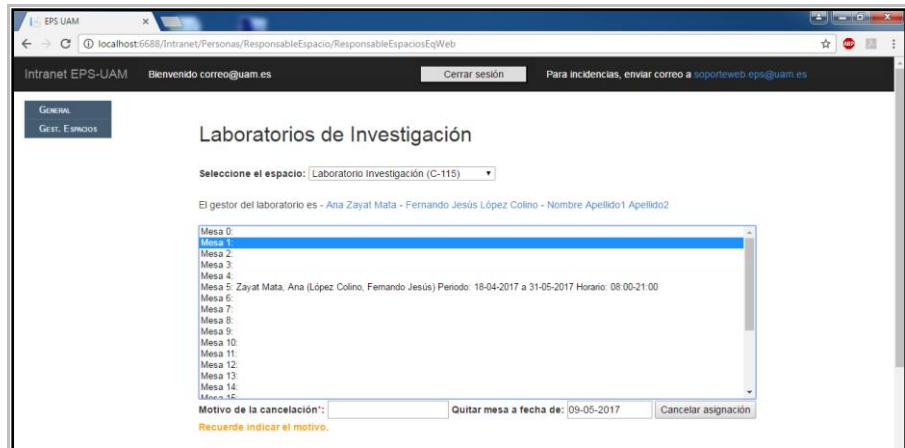 EPS UAM
localhost:6688/Intranet/Personas/ResponsableEspacio/ResponsableEspaciosEqWeb
ABP
Intranet EPS-UAM Bienvenido correo@uam.es Cerrar sesión Para incidencias, enviar correo a soporteweb.eps@uam.es
General
Gest. Espacios
Laboratorios de Investigación
Seleccione el espacio: Laboratorio Investigación (C-115)
El gestor del laboratorio es - Ana Zayat Mata - Fernando Jesús López Colino - Nombre Apellido1 Apellido2
Mesa 0:
Mesa 1:
Mesa 2:
Mesa 3:
Mesa 4:
Mesa 5: Zayat Mata, Ana (López Colino, Fernando Jesús) Periodo: 18-04-2017 a 31-05-2017 Horario: 08:00-21:00
Mesa 6:
Mesa 7:
Mesa 8:
Mesa 9:
Mesa 10:
Mesa 11:
Mesa 12:
Mesa 13:
Mesa 14:
Mesa 15:
Motivo de la cancelación*: Quitar mesa a fecha de: 09-05-2017 Cancelar asignación
Recuerde indicar el motivo.